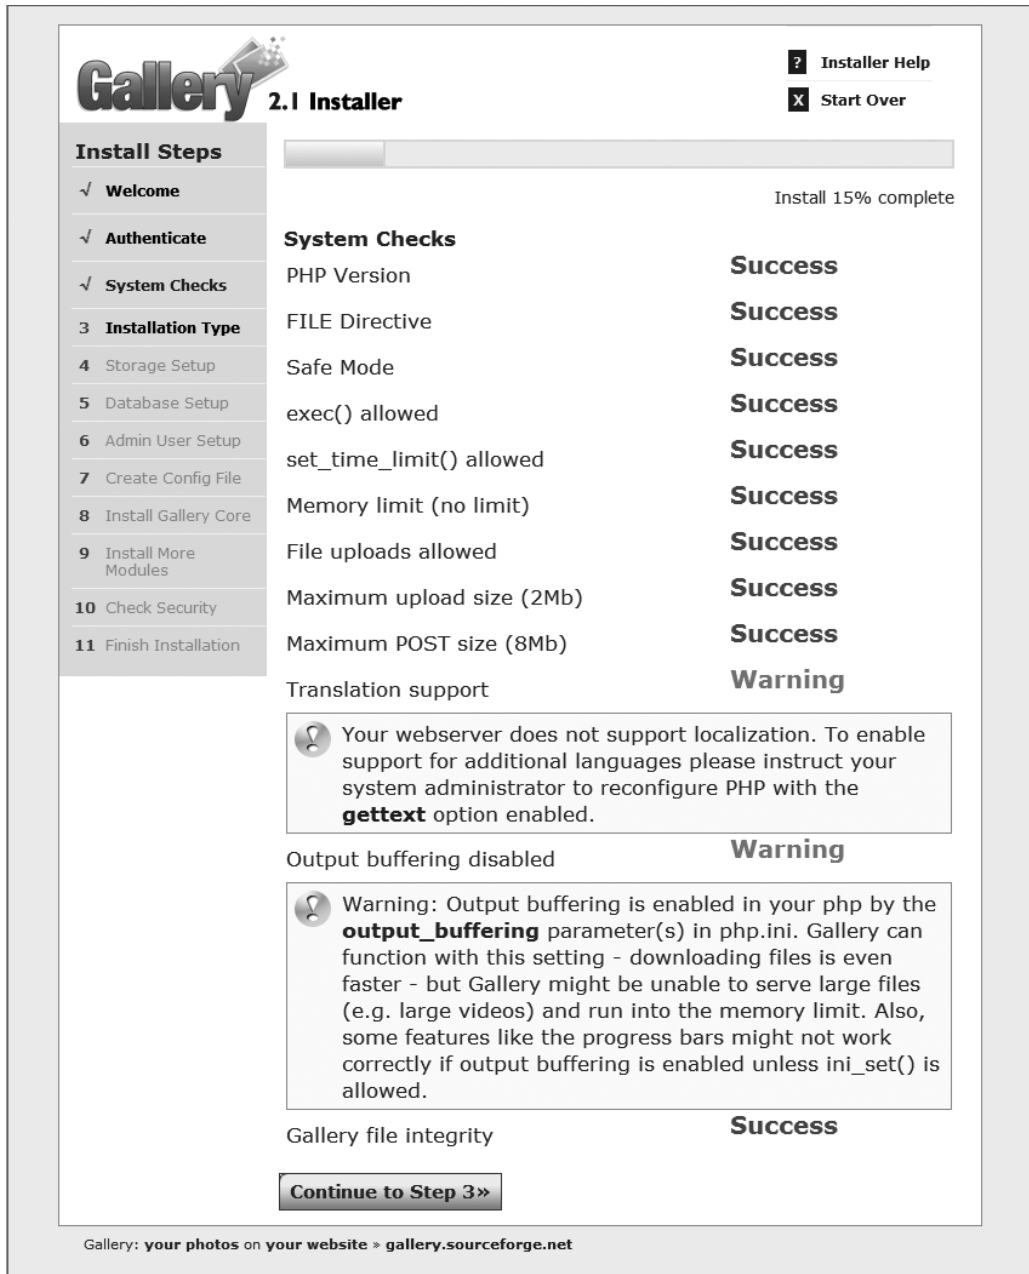 Gallery 2.1 Installer
? Installer Help
X Start Over
Install Steps
√ Welcome
√ Authenticate
√ System Checks
3 Installation Type
4 Storage Setup
5 Database Setup
6 Admin User Setup
7 Create Config File
8 Install Gallery Core
9 Install More
Modules
10 Check Security
11 Finish Installation
Install 15% complete
System Checks
PHP Version Success
FILE Directive Success
Safe Mode Success
exec() allowed Success
set_time_limit() allowed Success
Memory limit (no limit) Success
File uploads allowed Success
Maximum upload size (2Mb) Success
Maximum POST size (8Mb) Success
Translation support Warning
Your webserver does not support localization. To enable
support for additional languages please instruct your
system administrator to reconfigure PHP with the
gettext option enabled.
Output buffering disabled Warning
Warning: Output buffering is enabled in your php by the
output_buffering parameter(s) in php.ini. Gallery can
function with this setting - downloading files is even
faster - but Gallery might be unable to serve large files
(e.g. large videos) and run into the memory limit. Also,
some features like the progress bars might not work
correctly if output buffering is enabled unless ini_set() is
allowed.
Gallery file integrity Success
Continue to Step 3»
Gallery: your photos on your website » gallery.sourceforge.net